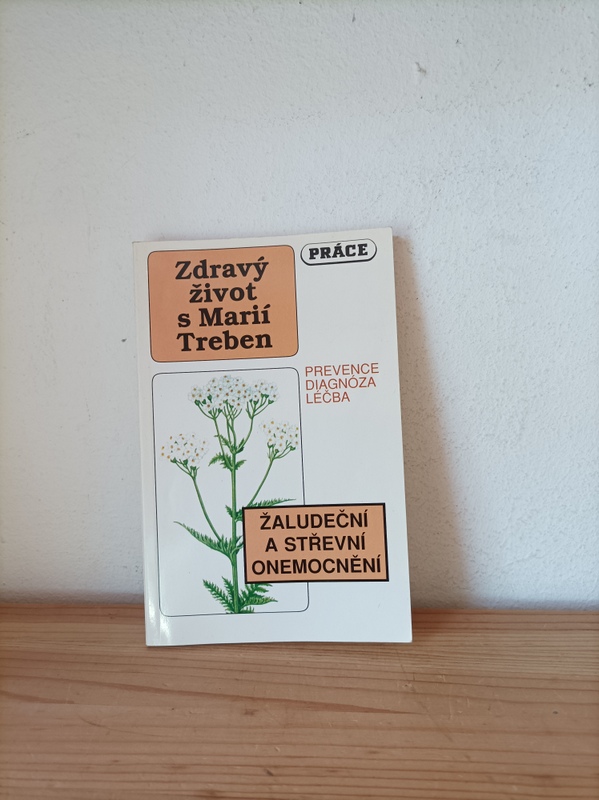 Zdravý
život
s Marií
Treben
PRÁCE
PREVENCE
DIAGNÓZA
LÉČBA
ŽALUDEČNÍ
A STŘEVNÍ
ONEMOCNĚNÍ